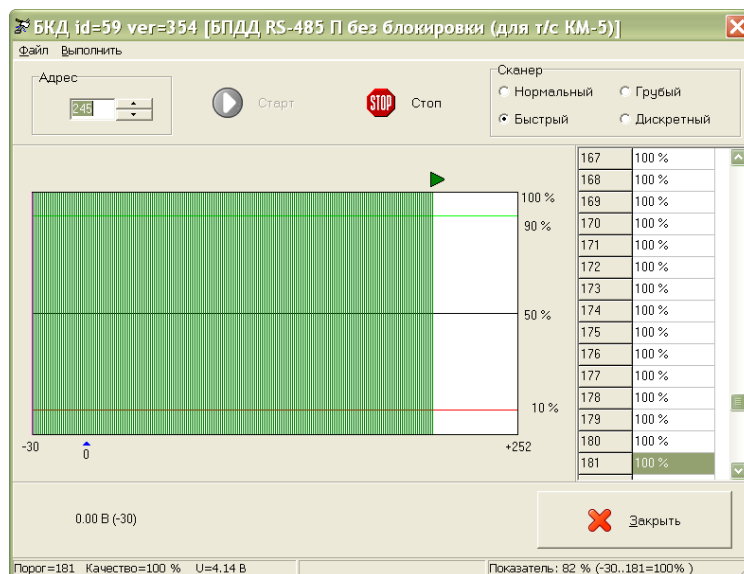 БКД id=59 ver=354 [БПДД RS-485 П без блокировки (для т/с КМ-5)]
Файл Выполнить
Адрес
245
Старт
STOP Стоп
Сканер
Нормальный Грубый
Быстрый Дискретный
100 %
90 %
50 %
10 %
-30
0
+252
167 100 %
168 100 %
169 100 %
170 100 %
171 100 %
172 100 %
173 100 %
174 100 %
175 100 %
176 100 %
177 100 %
178 100 %
179 100 %
180 100 %
181 100 %
0.00 В (-30)
Закрыть
Порог=181 Качество=100 % U=4.14 В
Показатель: 82 % (-30..181=100% )